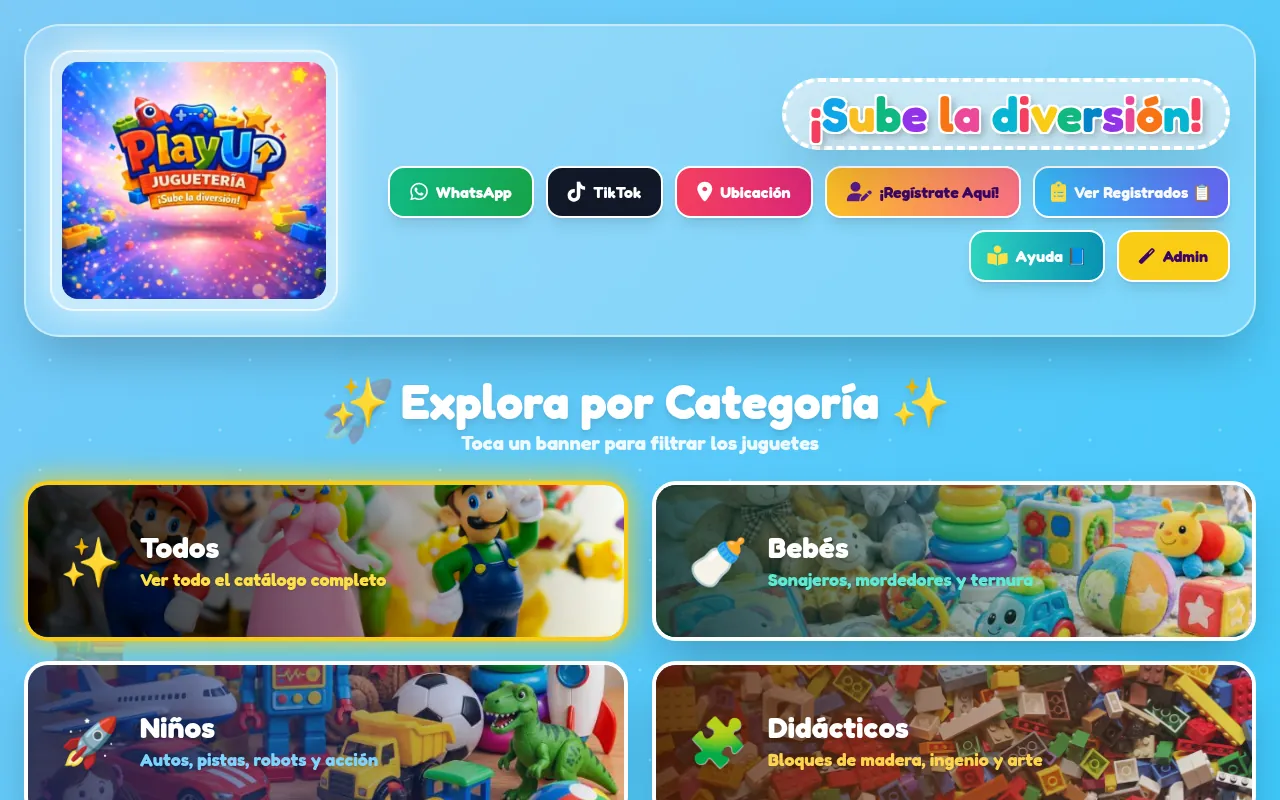 PlayUp
JUGUETERÍA
¡Sube la diversión!
¡Sube la diversión!
WhatsApp
TikTok
Ubicación
¡Regístrate Aquí!
Ver Registrados 📋
Ayuda 📘
Admin
✨ Explora por Categoría ✨
Toca un banner para filtrar los juguetes
Todos
Ver todo el catálogo completo
Bebés
Sonajeros, mordedores y ternura
Niños
Autos, pistas, robots y acción
Didácticos
Bloques de madera, ingenio y arte